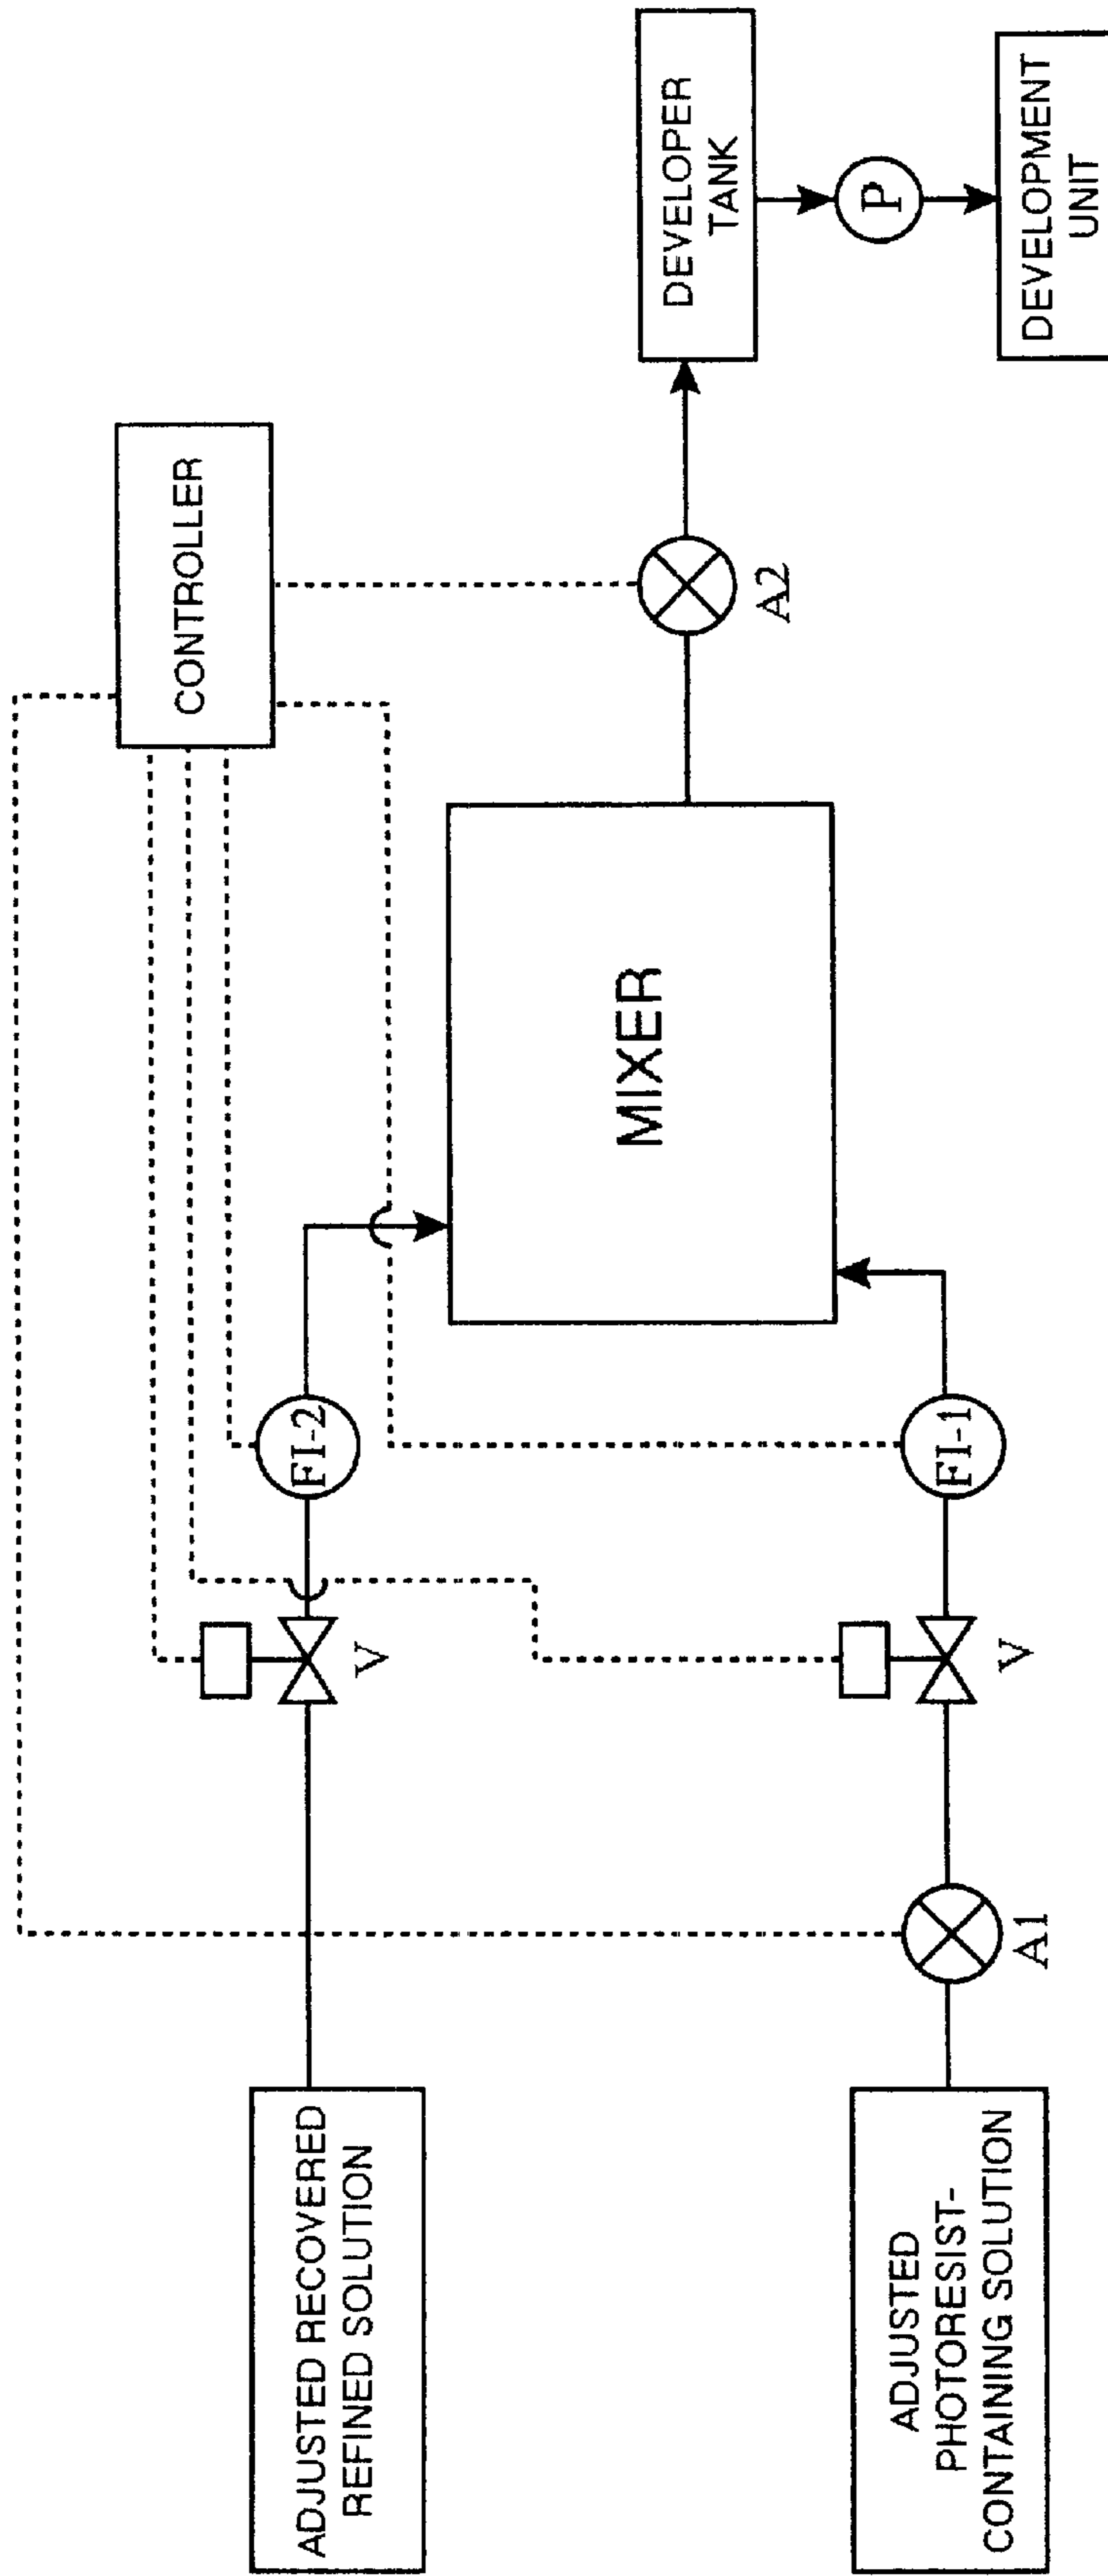 CONTROLLER
DEVELOPER
TANK
P
DEVELOPMENT
UNIT
A2
MIXER
FI-2
FI-1
V
V
A1
ADJUSTED RECOVERED
REFINED SOLUTION
ADJUSTED
PHOTORESIST-
CONTAINING SOLUTION